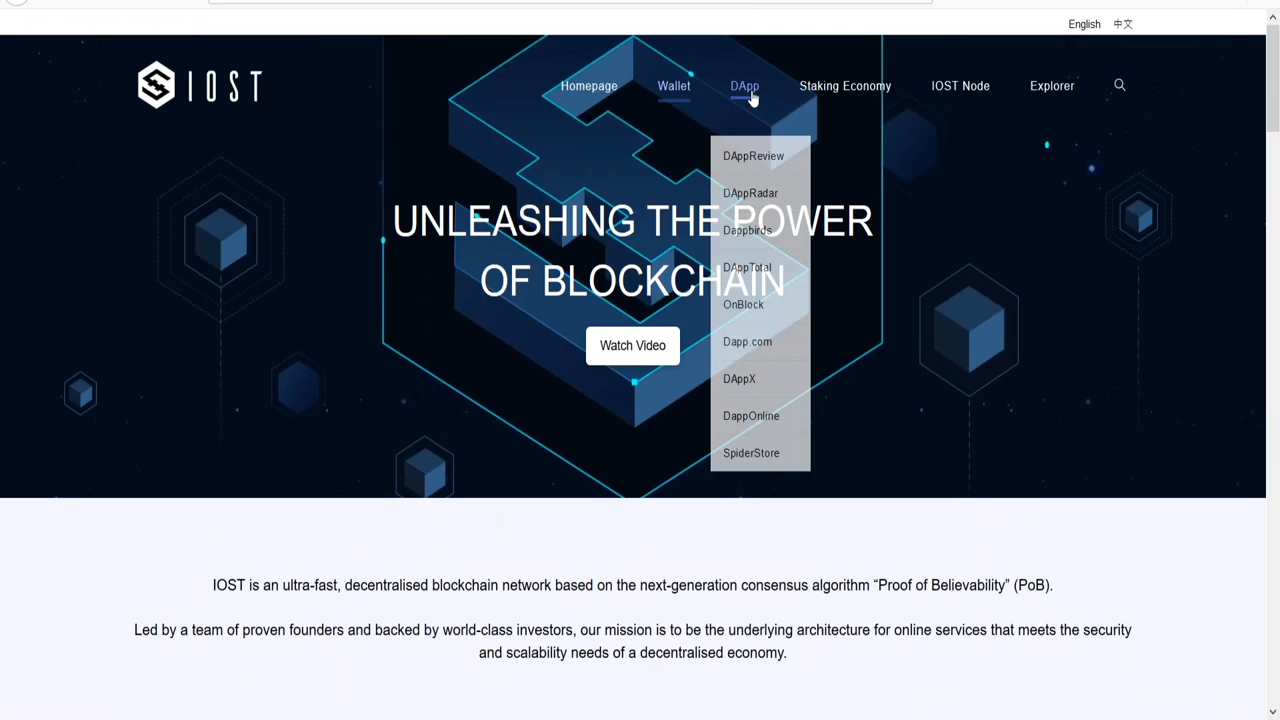 English 中文
IOST
Homepage Wallet DApp Staking Economy IOST Node Explorer
DAppReview
DAppRadar
Dappbirds
DAppTotal
OnBlock
Dapp.com
DAppX
DappOnline
SpiderStore
UNLEASHING THE POWER
OF BLOCKCHAIN
Watch Video
IOST is an ultra-fast, decentralised blockchain network based on the next-generation consensus algorithm “Proof of Believability” (PoB).
Led by a team of proven founders and backed by world-class investors, our mission is to be the underlying architecture for online services that meets the security
and scalability needs of a decentralised economy.